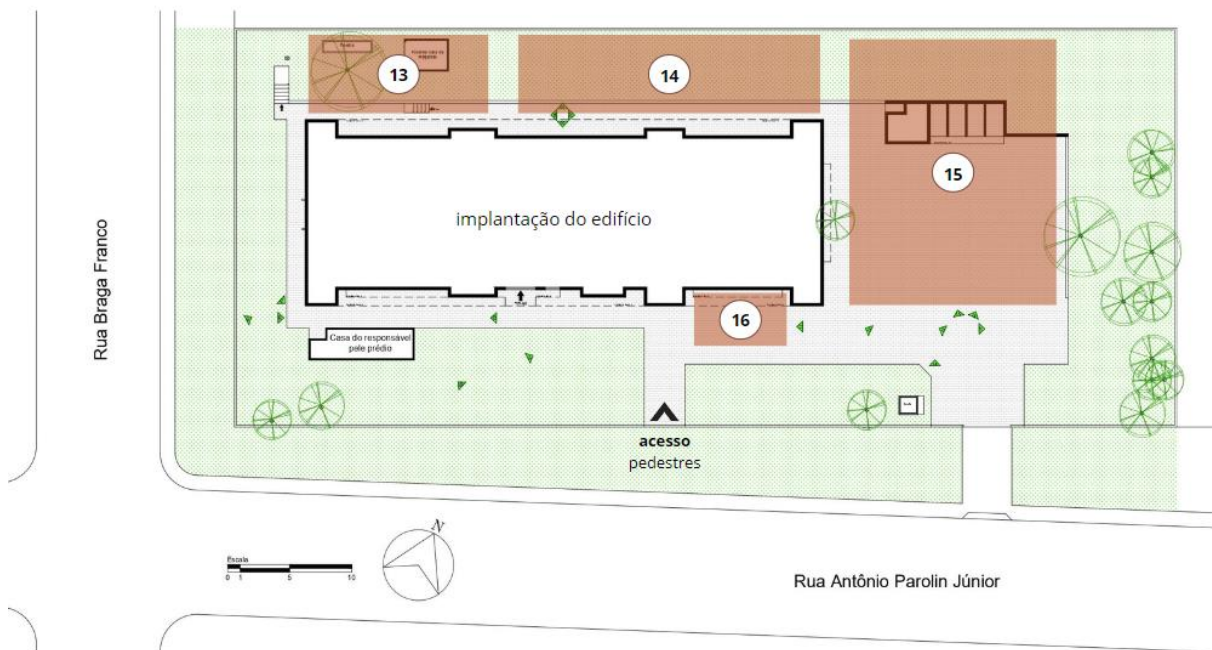 13
14
15
implantação do edifício
Rua Braga Franco
16
Casa do responsável
pelo prédio
acesso
pedestres
N
Escala
0 1 5 10
Rua Antônio Parolin Júnior